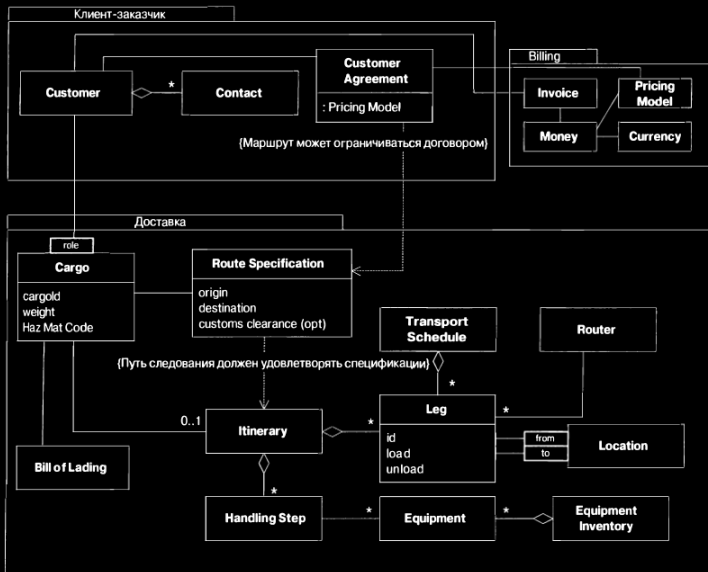 Клиент-заказчик
Customer
*
Contact
Customer
Agreement
: Pricing Model
Billing
Invoice
Pricing
Model
Money
Currency
{Маршрут может ограничиваться договором}
Доставка
role
Cargo
cargoId
weight
Haz Mat Code
Route Specification
origin
destination
customs clearance (opt)
Transport
Schedule
Router
{Путь следования должен удовлетворять спецификации}
*
*
0..1
Itinerary
*
Leg
id
load
unload
from
to
Location
Bill of Lading
*
Handling Step
*
Equipment
*
Equipment
Inventory